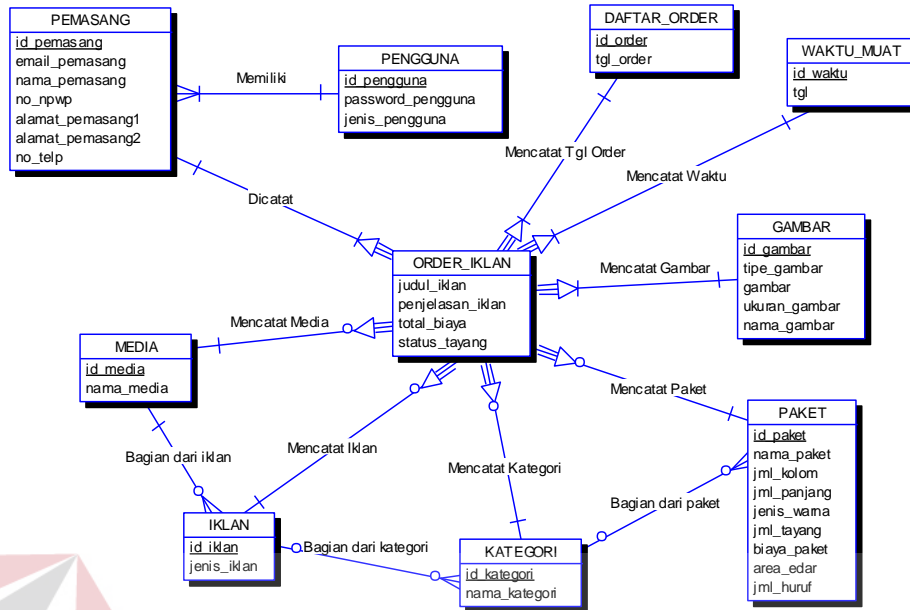 PEMASANG
id_pemasang
email_pemasang
nama_pemasang
no_npwp
alamat_pemasang1
alamat_pemasang2
no_telp
Memiliki
PENGGUNA
id_pengguna
password_pengguna
jenis_pengguna
DAFTAR_ORDER
id_order
tgl_order
WAKTU_MUAT
id_waktu
tgl
Mencatat Tgl Order
Mencatat Waktu
Dicatat
ORDER_IKLAN
judul_iklan
penjelasan_iklan
total_biaya
status_tayang
Mencatat Gambar
GAMBAR
id_gambar
tipe_gambar
gambar
ukuran_gambar
nama_gambar
Mencatat Media
MEDIA
id_media
nama_media
Mencatat Paket
PAKET
id_paket
nama_paket
jml_kolom
jml_panjang
jenis_warna
jml_tayang
biaya_paket
area_edar
jml_huruf
Bagian dari iklan
Mencatat Iklan
Mencatat Kategori
Bagian dari paket
IKLAN
id_iklan
jenis_iklan
Bagian dari kategori
KATEGORI
id_kategori
nama_kategori